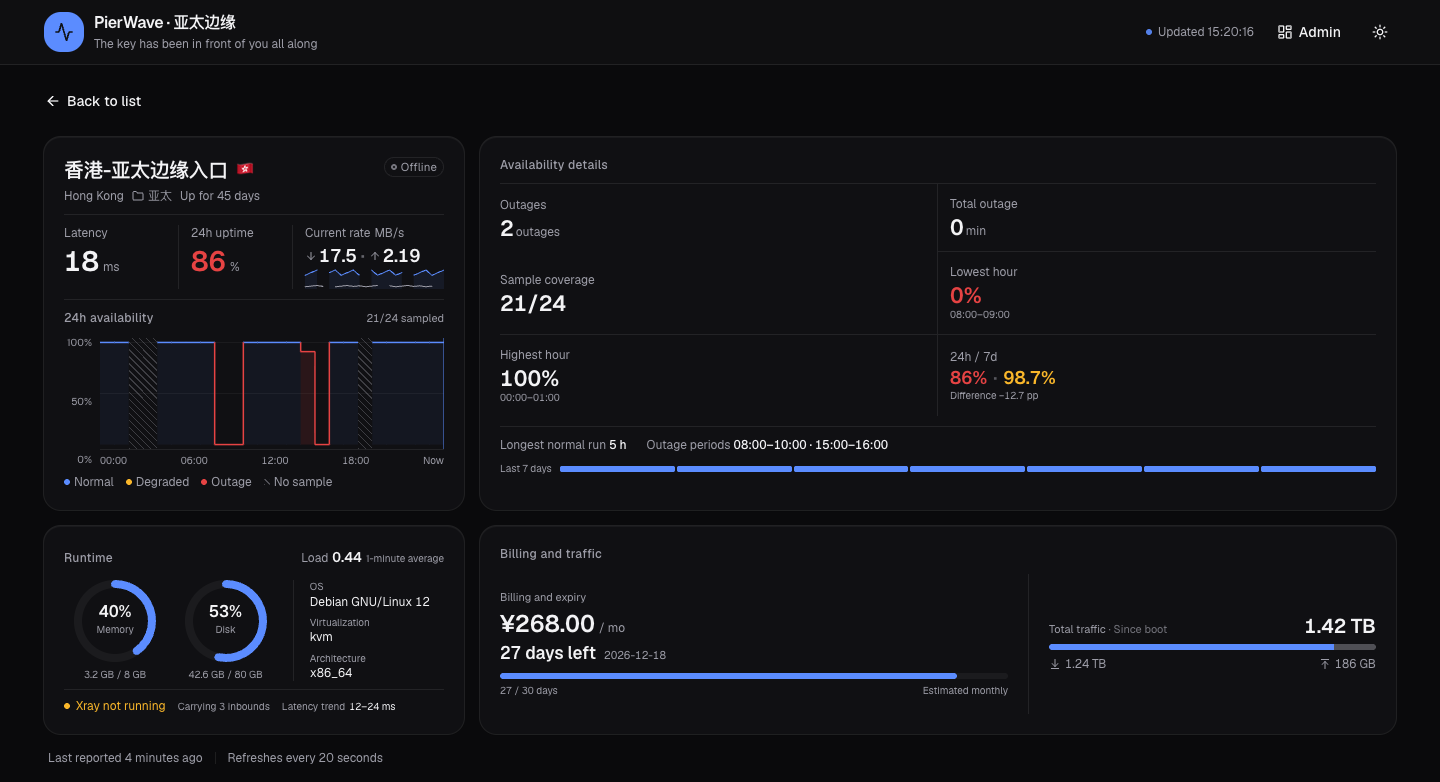 PierWave · 亚太边缘
The key has been in front of you all along
Updated 15:20:16
Admin
Back to list
香港-亚太边缘入口
Offline
Hong Kong 亚太 Up for 45 days
Latency
18 ms
24h uptime
86 %
Current rate MB/s
↓ 17.5 · ↑ 2.19
24h availability
21/24 sampled
100%
50%
0%
00:00 06:00 12:00 18:00 Now
Normal Degraded Outage No sample
Availability details
Outages
2 outages
Total outage
0 min
Sample coverage
21/24
Lowest hour
0%
08:00–09:00
Highest hour
100%
00:00–01:00
24h / 7d
86% · 98.7%
Difference −12.7 pp
Longest normal run 5 h Outage periods 08:00–10:00 · 15:00–16:00
Last 7 days
Runtime
Load 0.44 1-minute average
40%
Memory
3.2 GB / 8 GB
53%
Disk
42.6 GB / 80 GB
OS
Debian GNU/Linux 12
Virtualization
kvm
Architecture
x86_64
Xray not running Carrying 3 inbounds Latency trend 12–24 ms
Billing and traffic
Billing and expiry
¥268.00 / mo
27 days left 2026-12-18
27 / 30 days
Estimated monthly
Total traffic · Since boot
1.42 TB
1.24 TB
186 GB
Last reported 4 minutes ago
Refreshes every 20 seconds